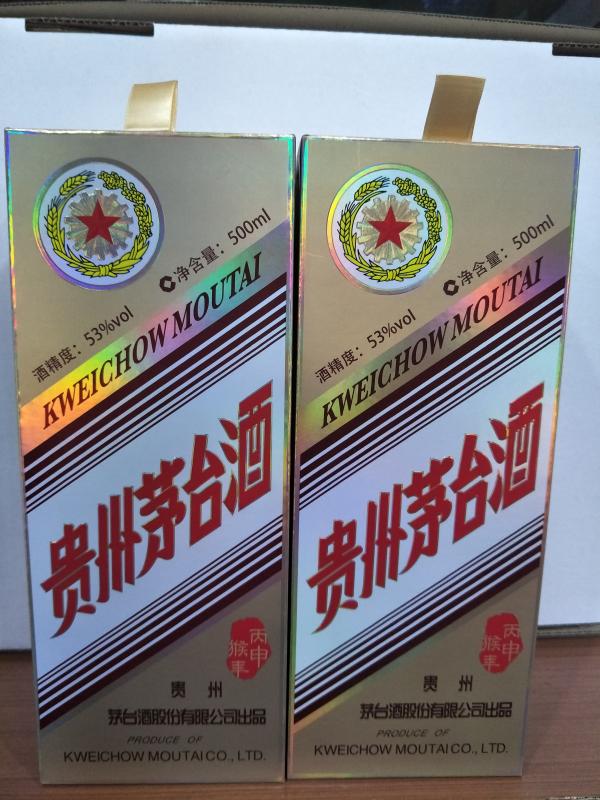 酒精度：53%vol
净含量：500ml
KWEICHOW MOUTAI
贵州茅台酒
丙申
猴年
贵州
茅台酒股份有限公司出品
PRODUCE OF
KWEICHOW MOUTAI CO., LTD.
酒精度：53%vol
净含量：500ml
KWEICHOW MOUTAI
贵州茅台酒
丙申
猴年
贵州
茅台酒股份有限公司出品
PRODUCE OF
KWEICHOW MOUTAI CO., LTD.